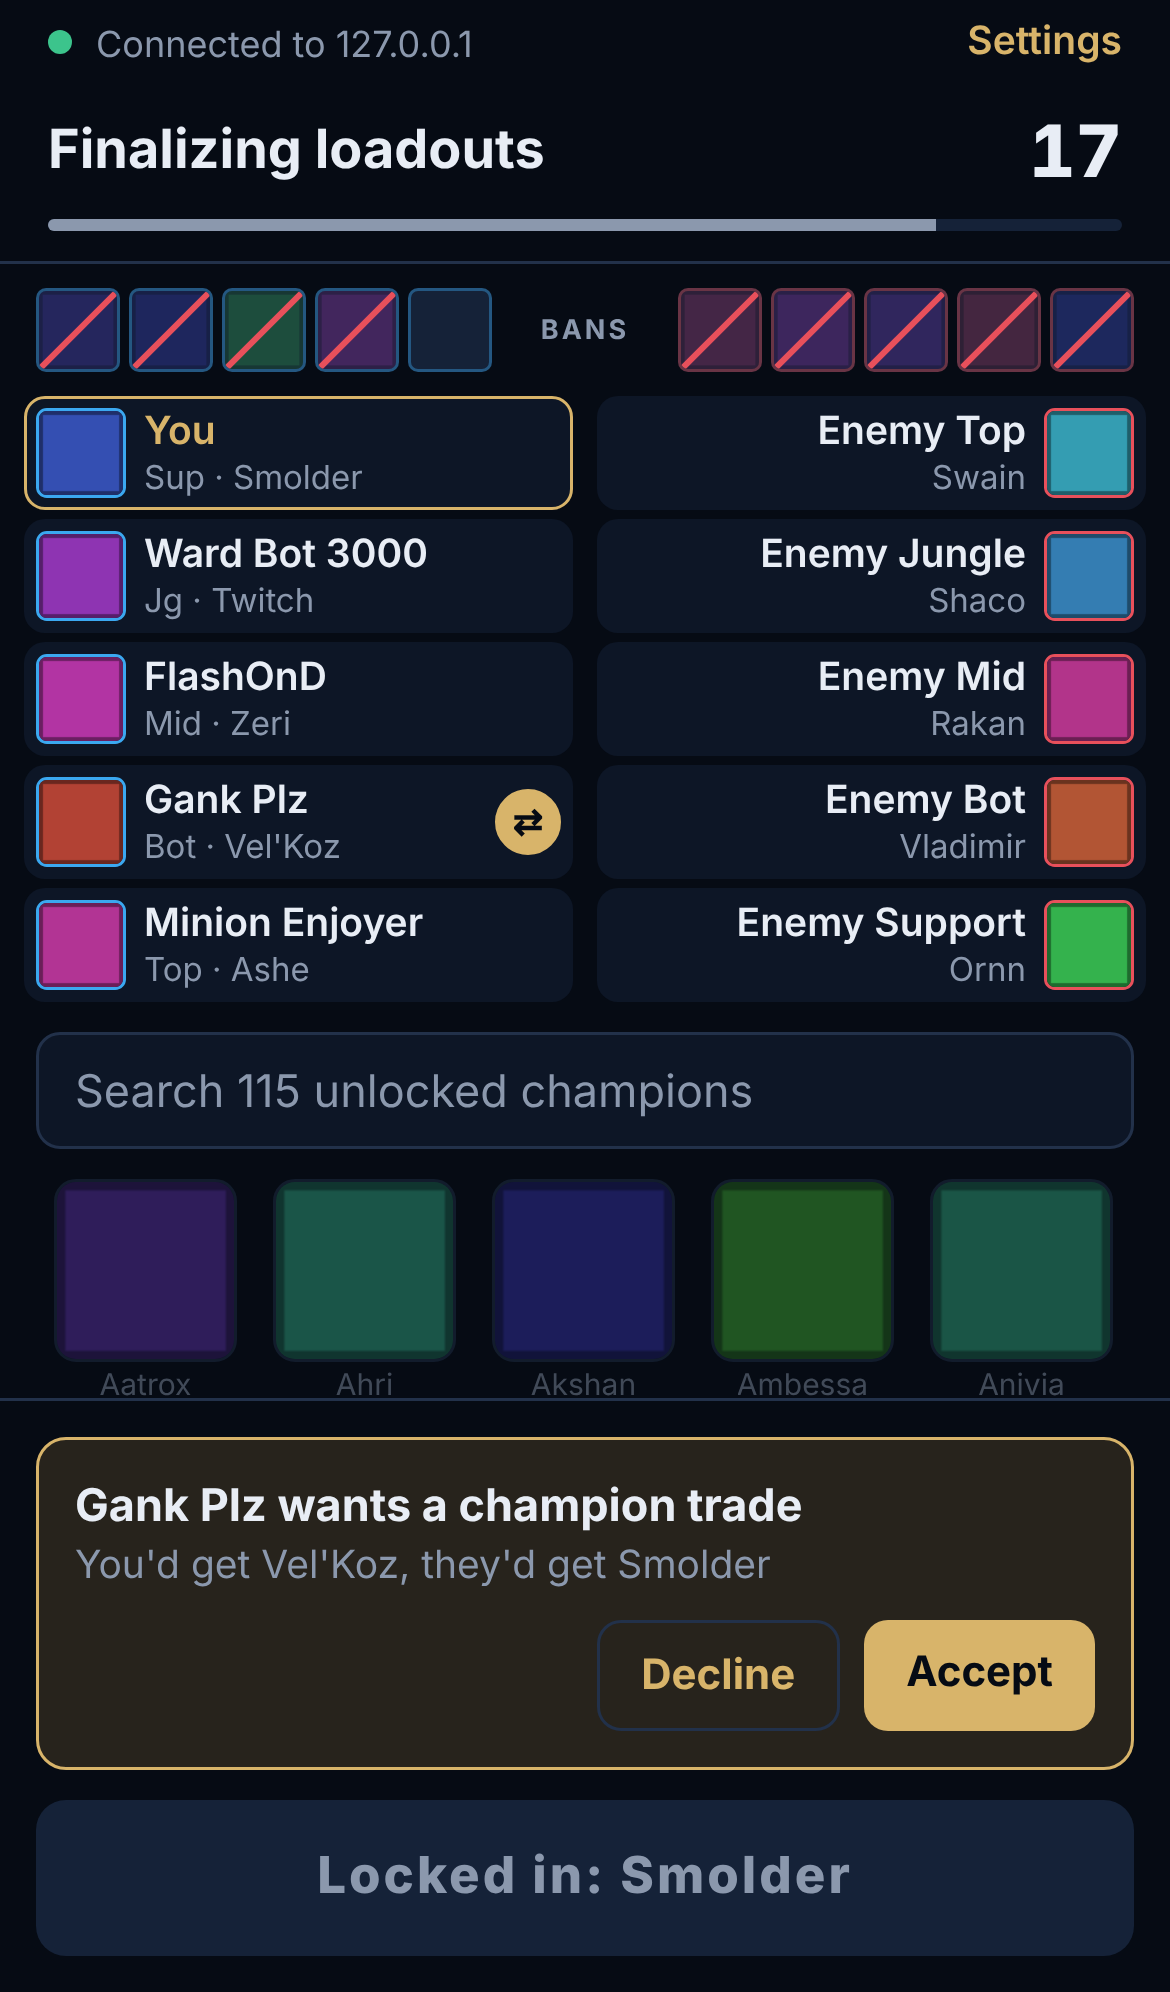 Connected to 127.0.0.1
Settings
Finalizing loadouts
17
BANS
You
Sup · Smolder
Enemy Top
Swain
Ward Bot 3000
Jg · Twitch
Enemy Jungle
Shaco
FlashOnD
Mid · Zeri
Enemy Mid
Rakan
Gank Plz
Bot · Vel'Koz
Enemy Bot
Vladimir
Minion Enjoyer
Top · Ashe
Enemy Support
Ornn
Search 115 unlocked champions
Aatrox
Ahri
Akshan
Ambessa
Anivia
Gank Plz wants a champion trade
You'd get Vel'Koz, they'd get Smolder
Decline
Accept
Locked in: Smolder